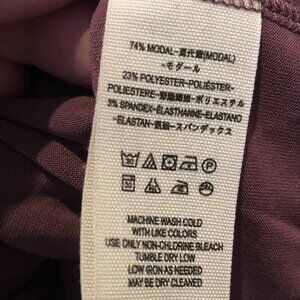 74% MODAL-莫代爾(MODAL)
-モダール
23% POLYESTER-POLIÉSTER-
POLIESTERE-聚酯纖維-ポリエステル
3% SPANDEX-ÉLASTHANNE-ELASTANO
-ELASTAN-氨綸-スパンデックス
MACHINE WASH COLD
WITH LIKE COLORS
USE ONLY NON-CHLORINE BLEACH
TUMBLE DRY LOW
LOW IRON AS NEEDED
MAY BE DRY CLEANED